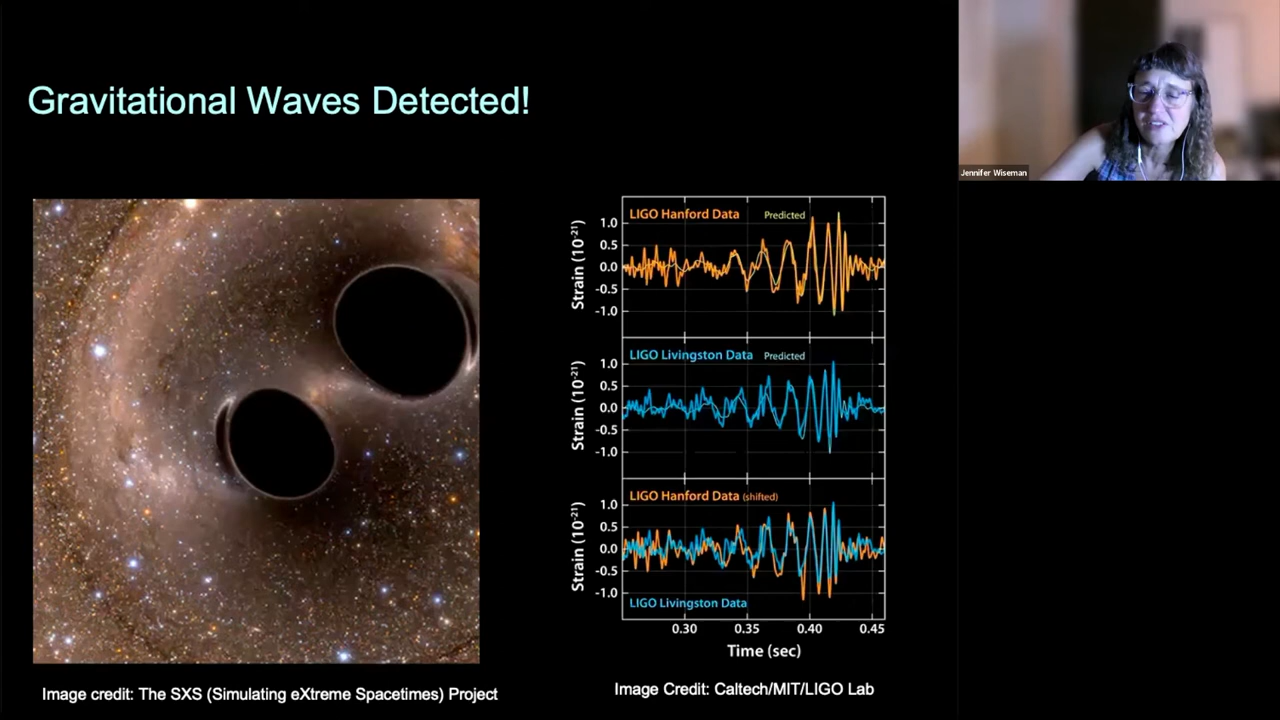 Gravitational Waves Detected!
Jennifer Wiseman
LIGO Hanford Data Predicted
1.0
0.5
0.0
-0.5
-1.0
Strain (10⁻²¹)
LIGO Livingston Data Predicted
1.0
0.5
0.0
-0.5
-1.0
Strain (10⁻²¹)
LIGO Hanford Data (shifted)
1.0
0.5
0.0
-0.5
-1.0
Strain (10⁻²¹)
LIGO Livingston Data
0.30 0.35 0.40 0.45
Time (sec)
Image credit: The SXS (Simulating eXtreme Spacetimes) Project
Image Credit: Caltech/MIT/LIGO Lab